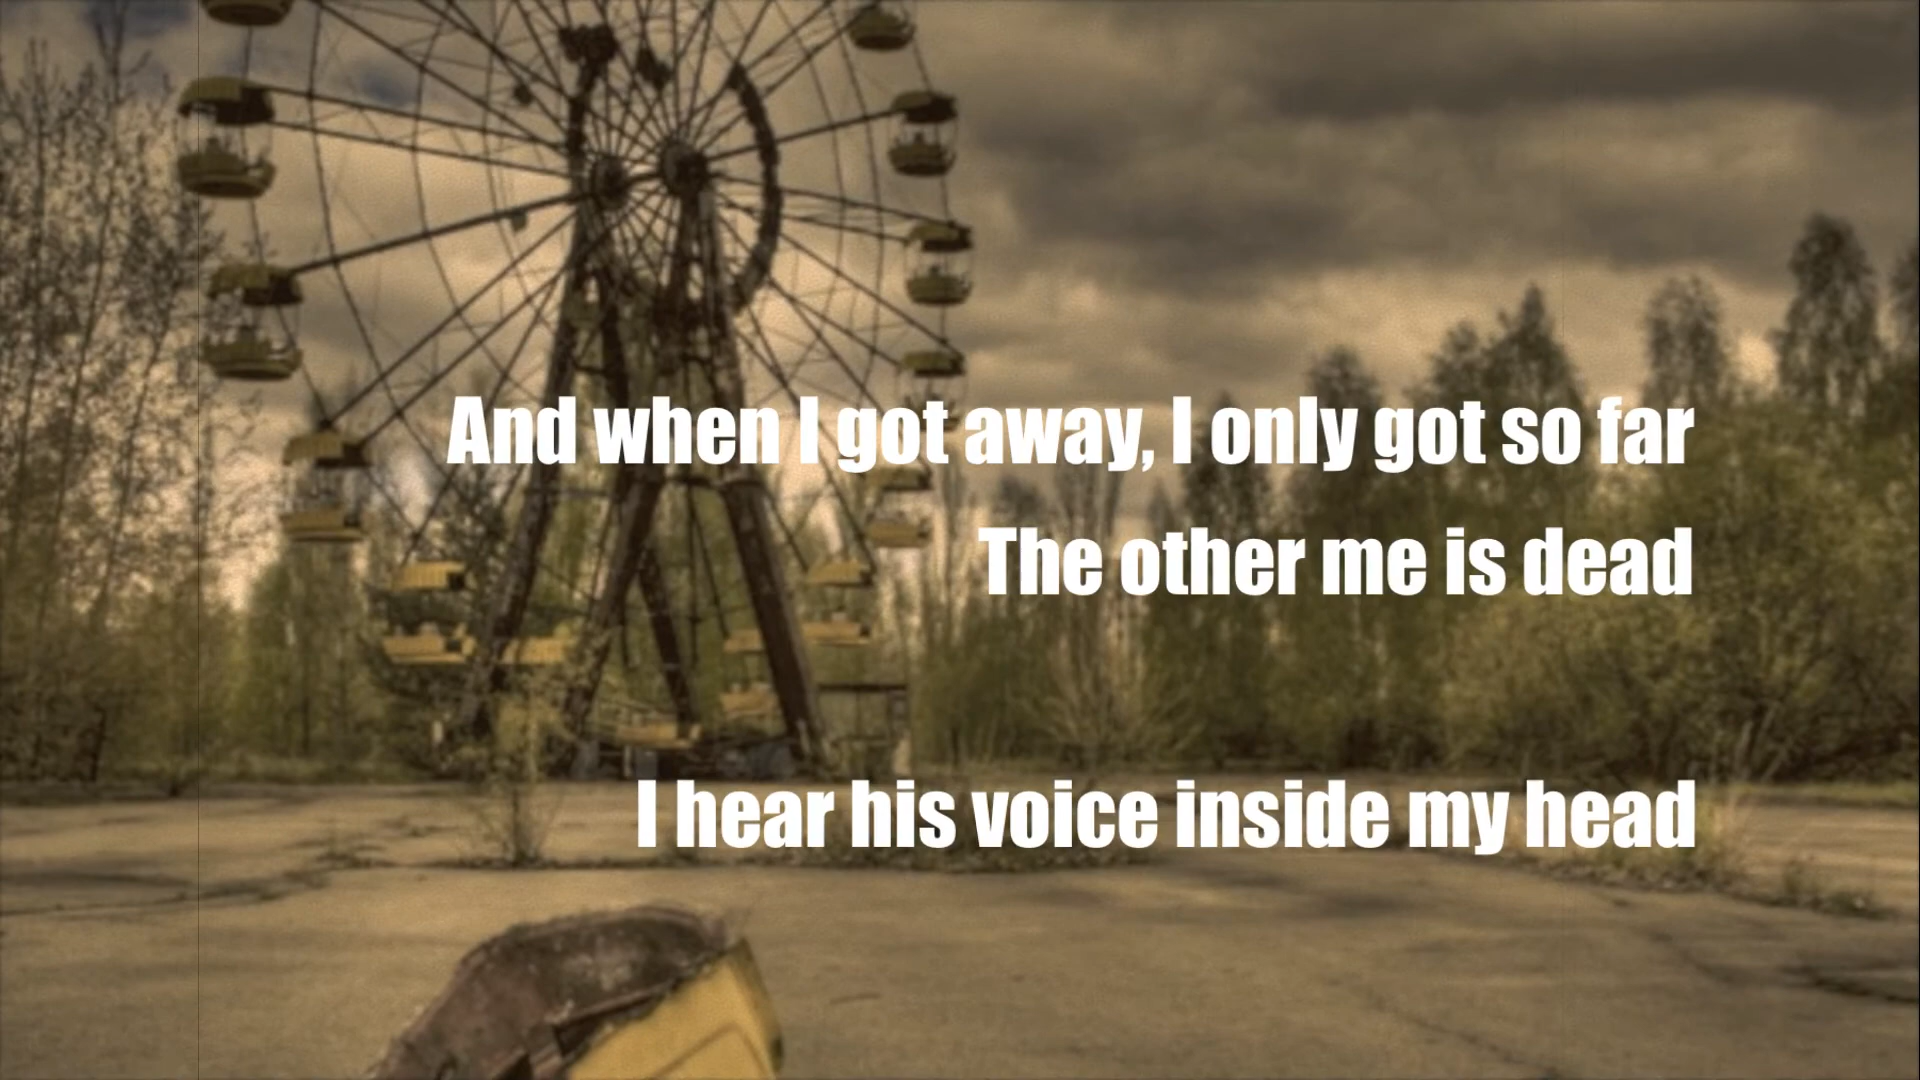 And when I got away, I only got so far
The other me is dead
I hear his voice inside my head